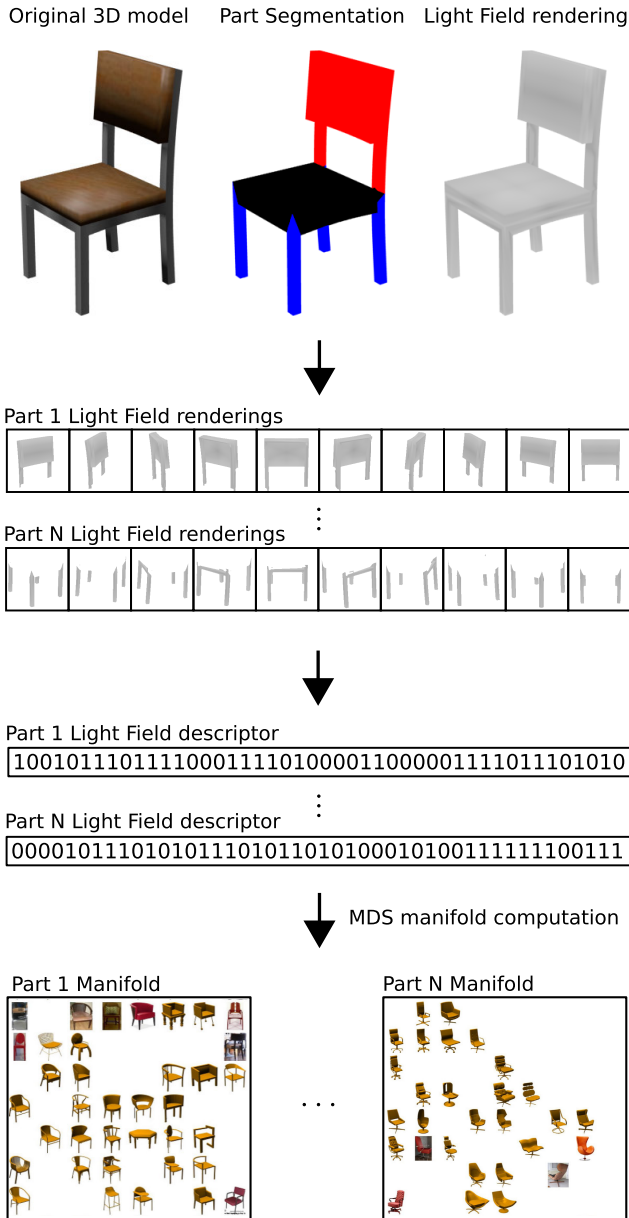 Original 3D model Part Segmentation Light Field rendering
Part 1 Light Field renderings
Part N Light Field renderings
Part 1 Light Field descriptor
1001011101111000111101000011000001111011101010
Part N Light Field descriptor
00001011101010111010110101000101001111111100111
MDS manifold computation
Part 1 Manifold Part N Manifold